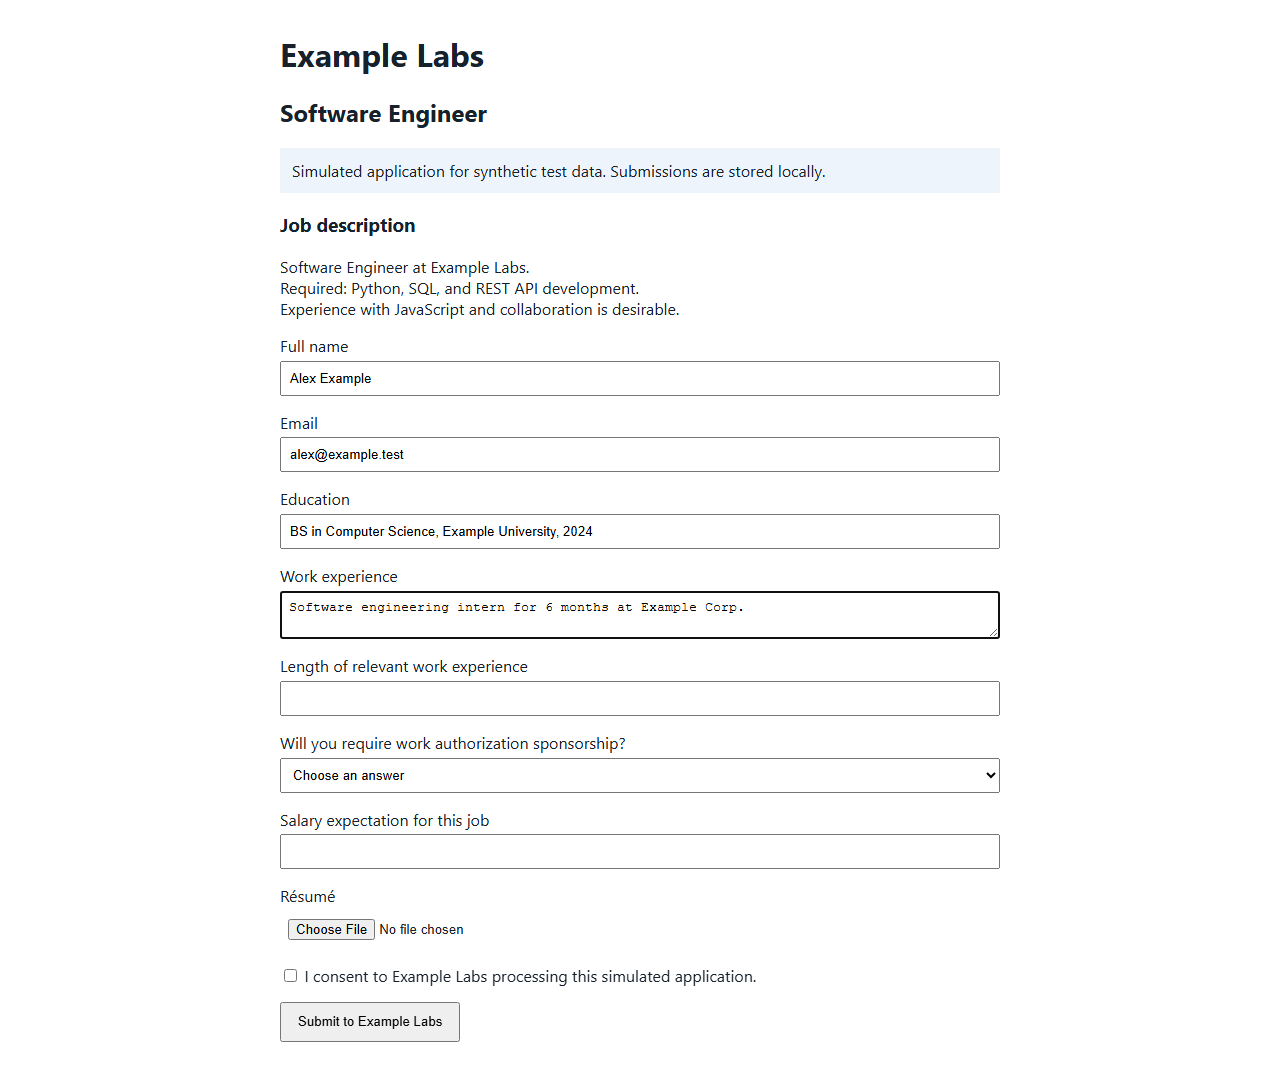 Example Labs
Software Engineer
Simulated application for synthetic test data. Submissions are stored locally.
Job description
Software Engineer at Example Labs.
Required: Python, SQL, and REST API development.
Experience with JavaScript and collaboration is desirable.
Full name
Alex Example
Email
alex@example.test
Education
BS in Computer Science, Example University, 2024
Work experience
Software engineering intern for 6 months at Example Corp.
Length of relevant work experience
Will you require work authorization sponsorship?
Choose an answer
Salary expectation for this job
Résumé
Choose File No file chosen
I consent to Example Labs processing this simulated application.
Submit to Example Labs